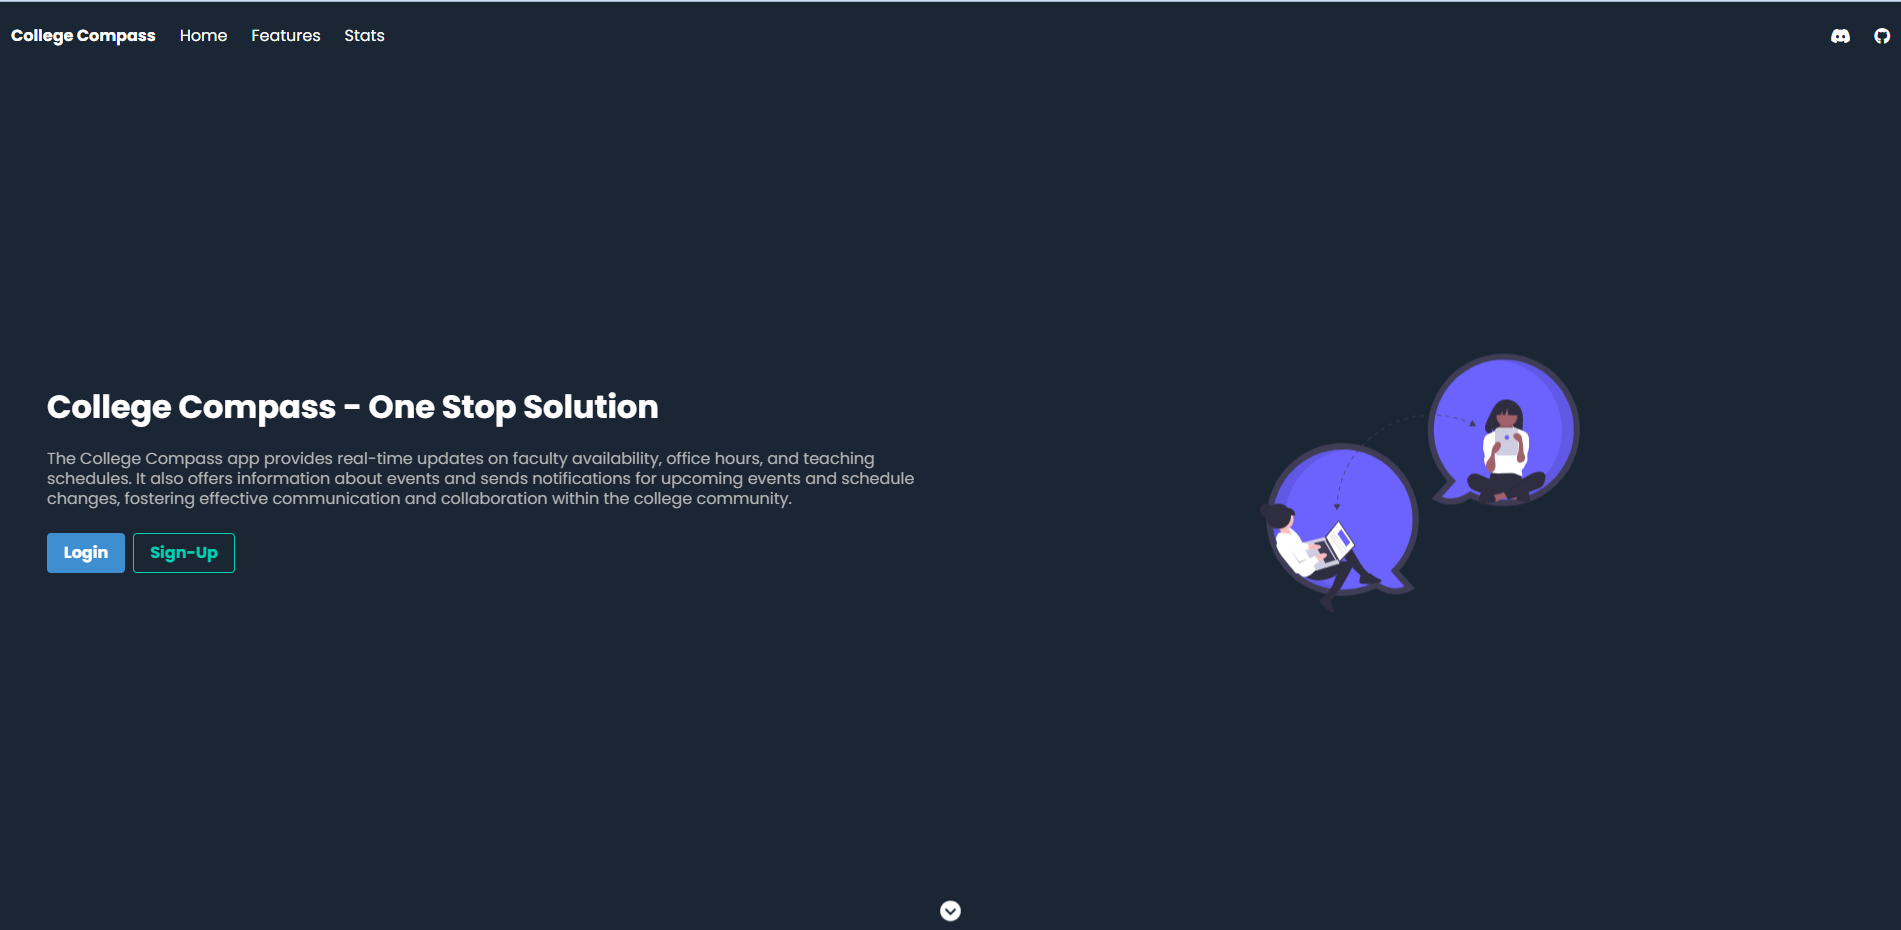 College Compass Home Features Stats
College Compass - One Stop Solution
The College Compass app provides real-time updates on faculty availability, office hours, and teaching
schedules. It also offers information about events and sends notifications for upcoming events and schedule
changes, fostering effective communication and collaboration within the college community.
Login Sign-Up